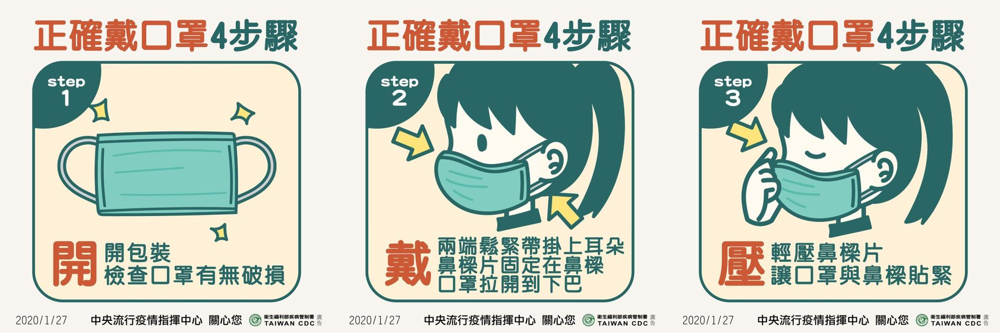 正確戴口罩4步驟
step
1
開
開包裝
檢查口罩有無破損
2020/1/27
中央流行疫情指揮中心 關心您
衛生福利部疾病管制署
TAIWAN CDC
廣告
正確戴口罩4步驟
step
2
戴
兩端鬆緊帶掛上耳朵
鼻樑片固定在鼻樑
口罩拉開到下巴
2020/1/27
中央流行疫情指揮中心 關心您
衛生福利部疾病管制署
TAIWAN CDC
廣告
正確戴口罩4步驟
step
3
壓
輕壓鼻樑片
讓口罩與鼻樑貼緊
2020/1/27
中央流行疫情指揮中心 關心您
衛生福利部疾病管制署
TAIWAN CDC
廣告